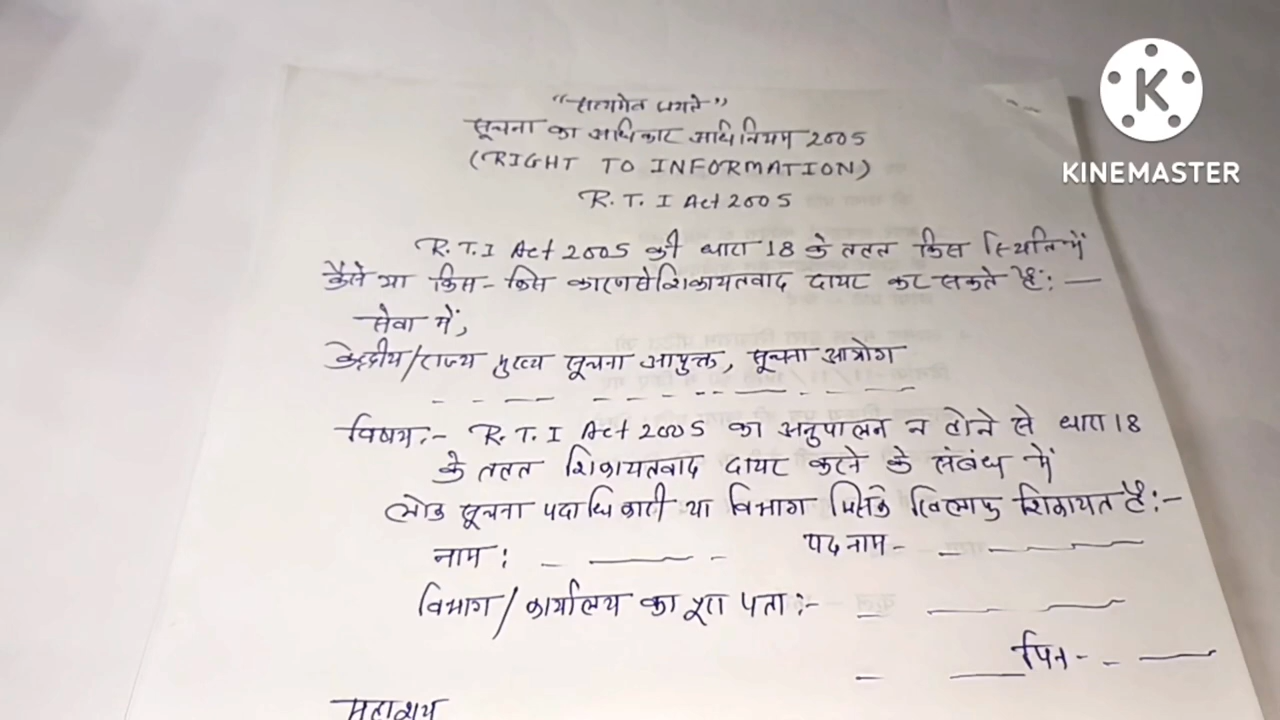 "सत्यमेव जयते"
सूचना का अधिकार अधिनियम 2005
(RIGHT TO INFORMATION)
R.T.I Act 2005
R.T.I Act 2005 की धारा 18 के तहत किस स्थिति में
कैसे या किस-किस कारण से शिकायतवाद दायर कर सकते हैं:—
सेवा में,
केंद्रीय/राज्य मुख्य सूचना आयुक्त, सूचना आयोग
विषय:- R.T.I Act 2005 का अनुपालन न होने से धारा 18
के तहत शिकायतवाद दायर करने के संबंध में
लोक सूचना पदाधिकारी या विभाग जिसके खिलाफ शिकायत है:-
नाम: पदनाम-
विभाग/कार्यालय का पूरा पता:-
पिन-
महाशय
KINEMASTER